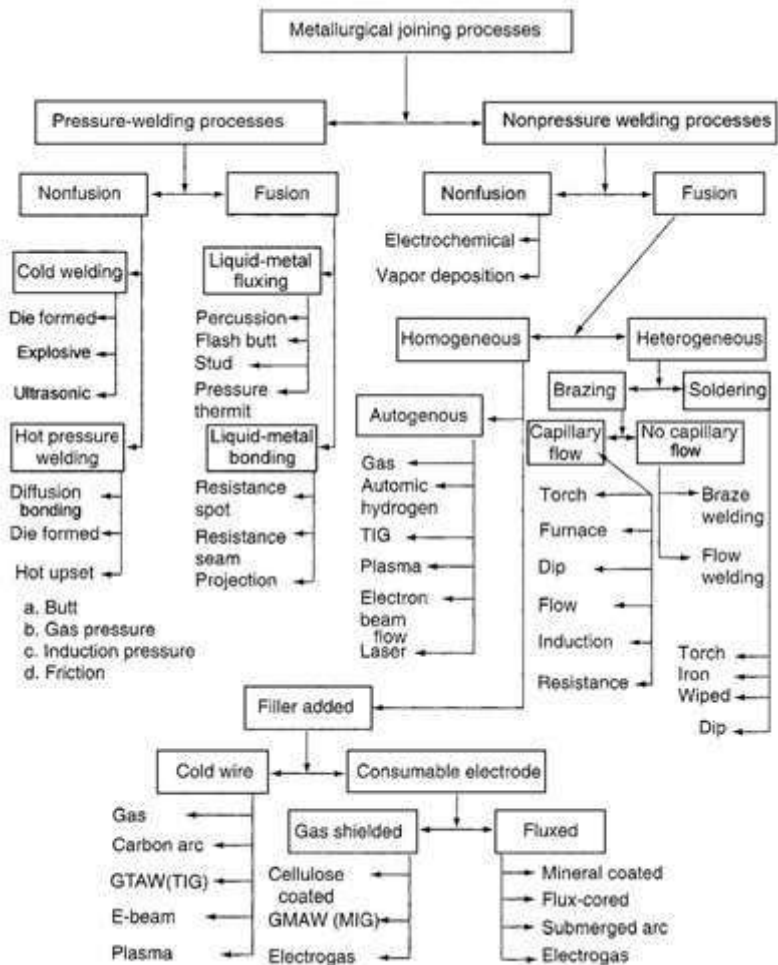 Metallurgical joining processes
Pressure-welding processes
Nonpressure welding processes
Nonfusion
Fusion
Nonfusion
Fusion
Electrochemical
Vapor deposition
Cold welding
Die formed
Explosive
Ultrasonic
Liquid-metal
fluxing
Percussion
Flash butt
Stud
Pressure
thermit
Hot pressure
welding
Diffusion
bonding
Die formed
Hot upset
a. Butt
b. Gas pressure
c. Induction pressure
d. Friction
Liquid-metal
bonding
Resistance
spot
Resistance
seam
Projection
Homogeneous
Heterogeneous
Autogenous
Gas
Automic
hydrogen
TIG
Plasma
Electron
beam
flow
Laser
Brazing
Soldering
Capillary
flow
No capillary
flow
Torch
Furnace
Dip
Flow
Induction
Resistance
Braze
welding
Flow
welding
Torch
Iron
Wiped
Dip
Filler added
Cold wire
Consumable electrode
Gas
Carbon arc
GTAW(TIG)
E-beam
Plasma
Gas shielded
Fluxed
Cellulose
coated
GMAW (MIG)
Electrogas
Mineral coated
Flux-cored
Submerged arc
Electrogas